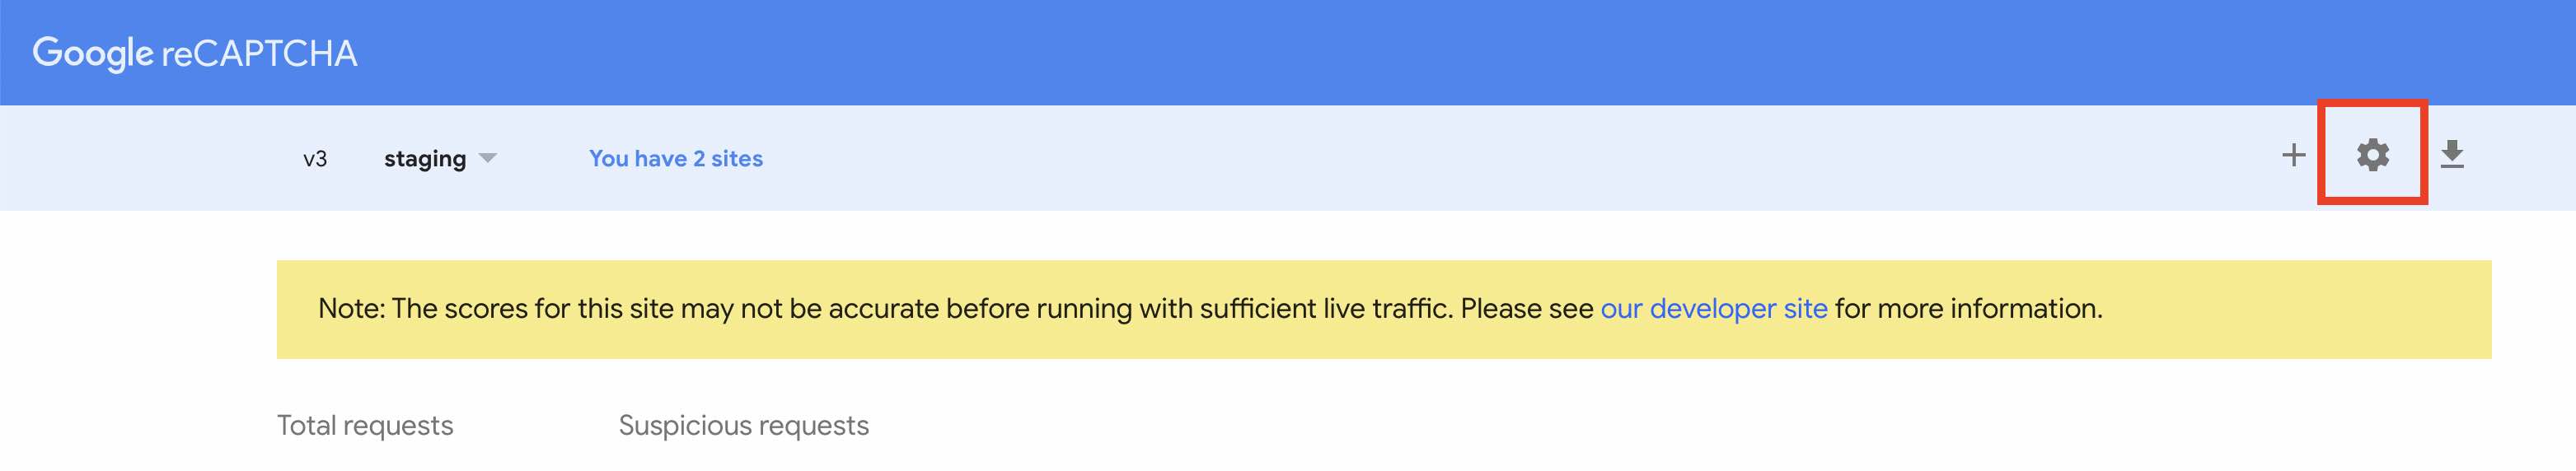 Google reCAPTCHA
v3 staging You have 2 sites
Note: The scores for this site may not be accurate before running with sufficient live traffic. Please see our developer site for more information.
Total requests Suspicious requests